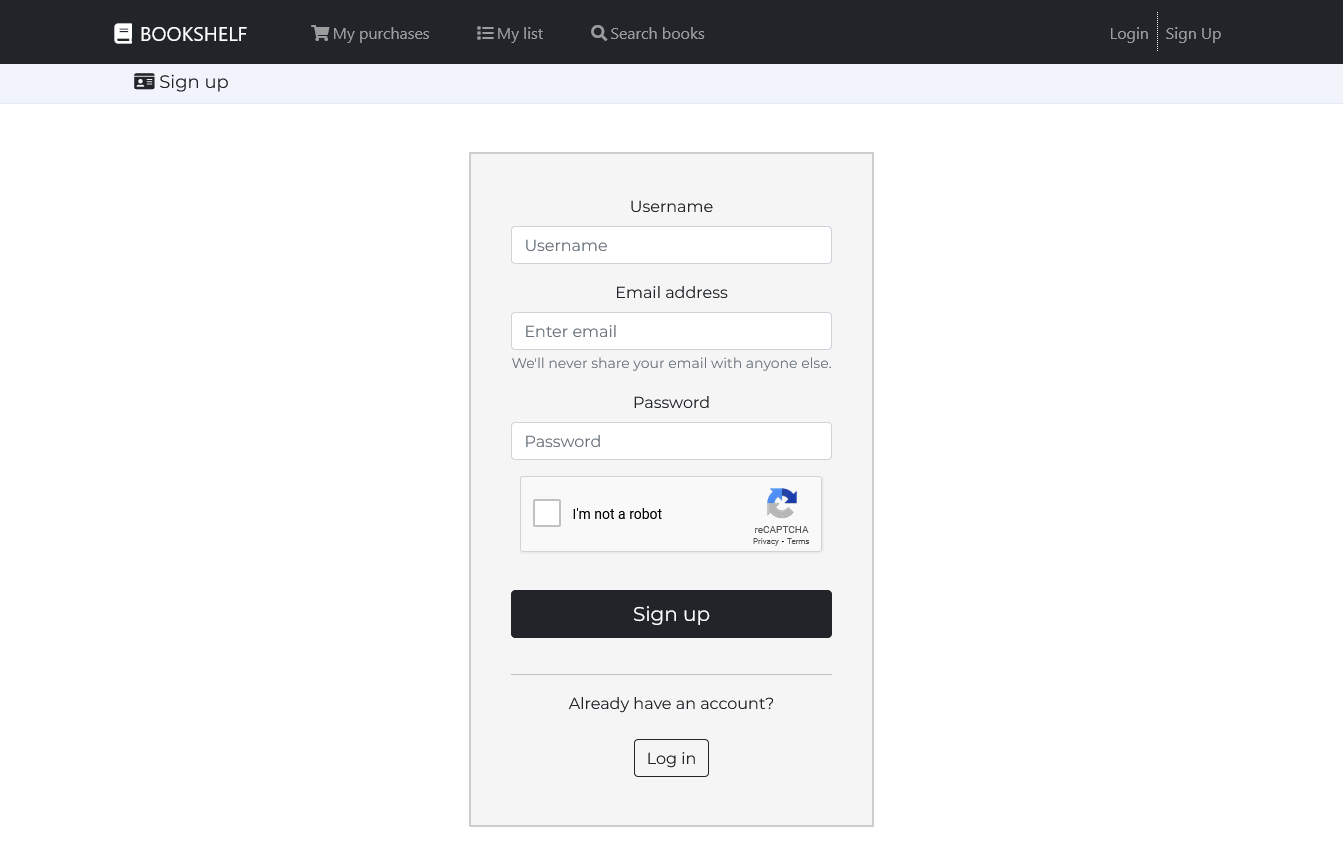 BOOKSHELF My purchases My list Search books Login Sign Up
Sign up
Username
Username
Email address
Enter email
We'll never share your email with anyone else.
Password
Password
I'm not a robot
reCAPTCHA
Privacy - Terms
Sign up
Already have an account?
Log in